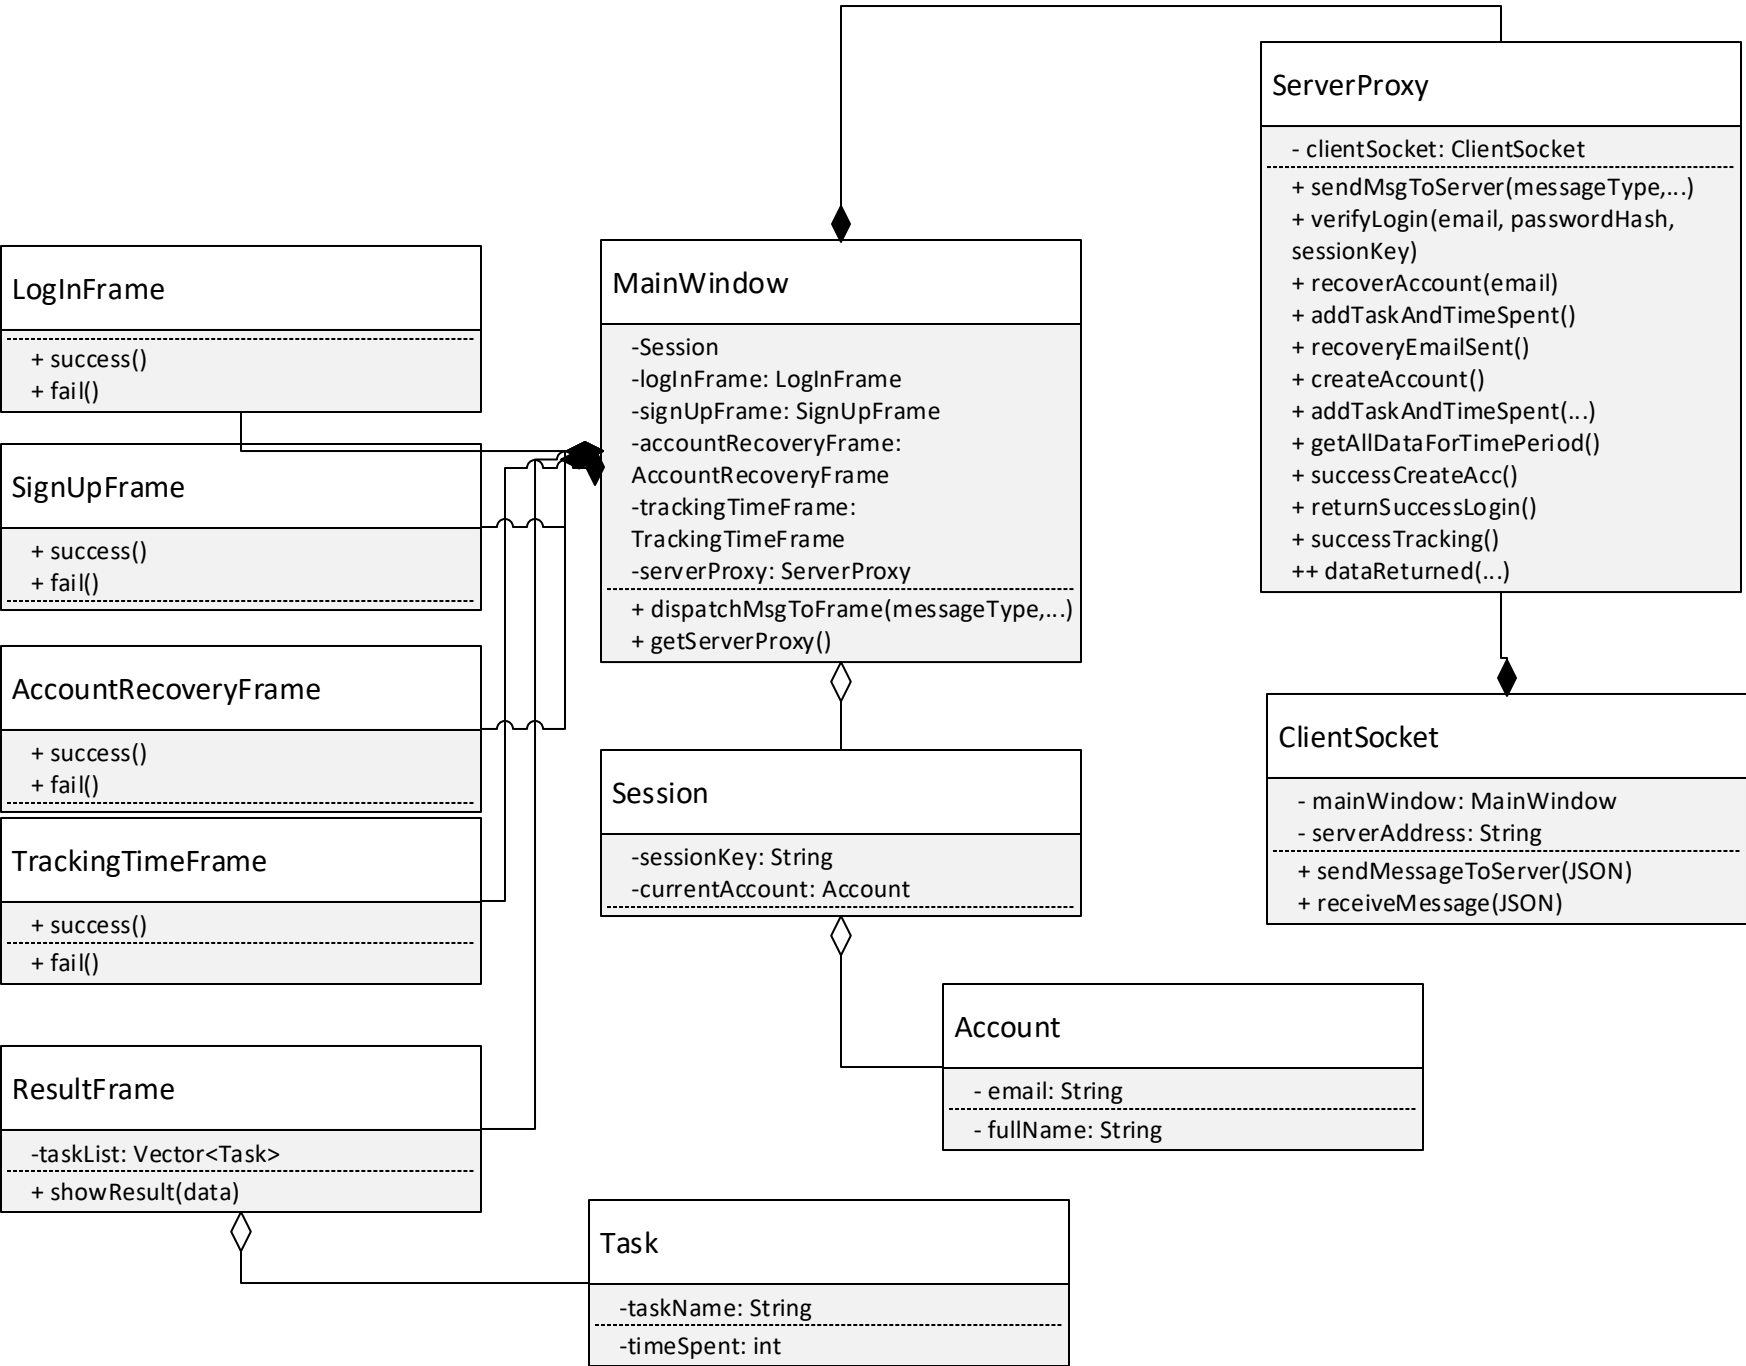 ServerProxy
- clientSocket: ClientSocket
+ sendMsgToServer(messageType,...)
+ verifyLogin(email, passwordHash,
sessionKey)
+ recoverAccount(email)
+ addTaskAndTimeSpent()
+ recoveryEmailSent()
+ createAccount()
+ addTaskAndTimeSpent(...)
+ getAllDataForTimePeriod()
+ successCreateAcc()
+ returnSuccessLogin()
+ successTracking()
++ dataReturned(...)
LogInFrame
+ success()
+ fail()
MainWindow
-Session
-logInFrame: LogInFrame
-signUpFrame: SignUpFrame
-accountRecoveryFrame:
AccountRecoveryFrame
-trackingTimeFrame:
TrackingTimeFrame
-serverProxy: ServerProxy
+ dispatchMsgToFrame(messageType,...)
+ getServerProxy()
SignUpFrame
+ success()
+ fail()
AccountRecoveryFrame
+ success()
+ fail()
ClientSocket
- mainWindow: MainWindow
- serverAddress: String
+ sendMessageToServer(JSON)
+ receiveMessage(JSON)
Session
-sessionKey: String
-currentAccount: Account
TrackingTimeFrame
+ success()
+ fail()
Account
- email: String
- fullName: String
ResultFrame
-taskList: Vector<Task>
+ showResult(data)
Task
-taskName: String
-timeSpent: int